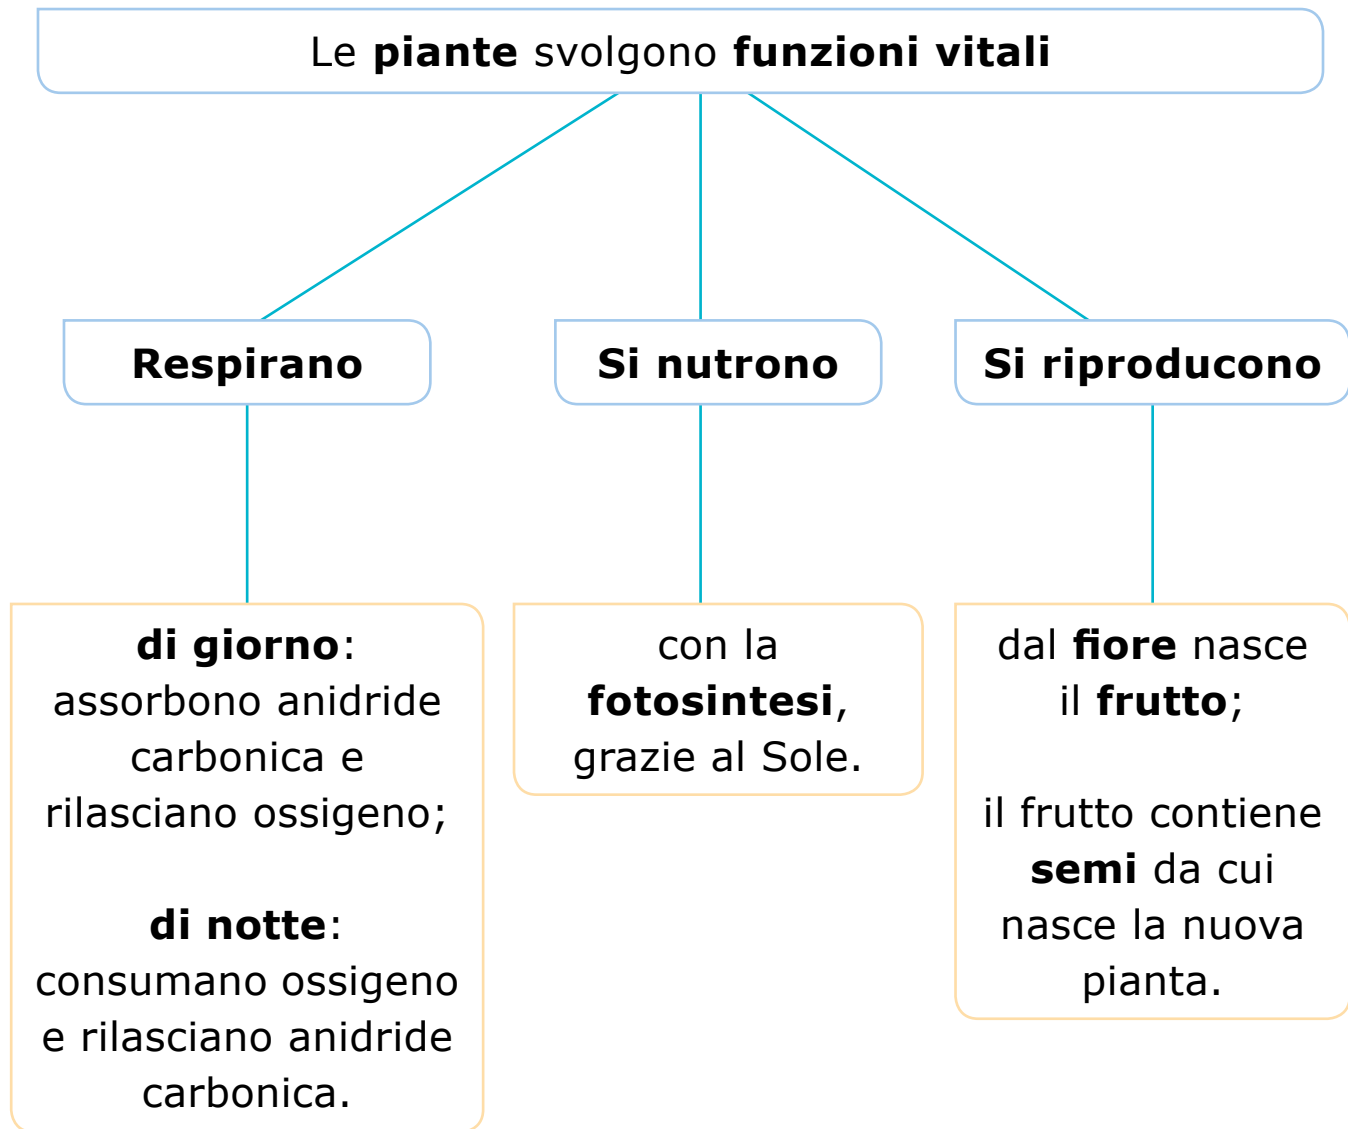 Le piante svolgono funzioni vitali
Respirano
Si nutrono
Si riproducono
di giorno:
assorbono anidride
carbonica e
rilasciano ossigeno;
di notte:
consumano ossigeno
e rilasciano anidride
carbonica.
con la
fotosintesi,
grazie al Sole.
dal fiore nasce
il frutto;
il frutto contiene
semi da cui
nasce la nuova
pianta.